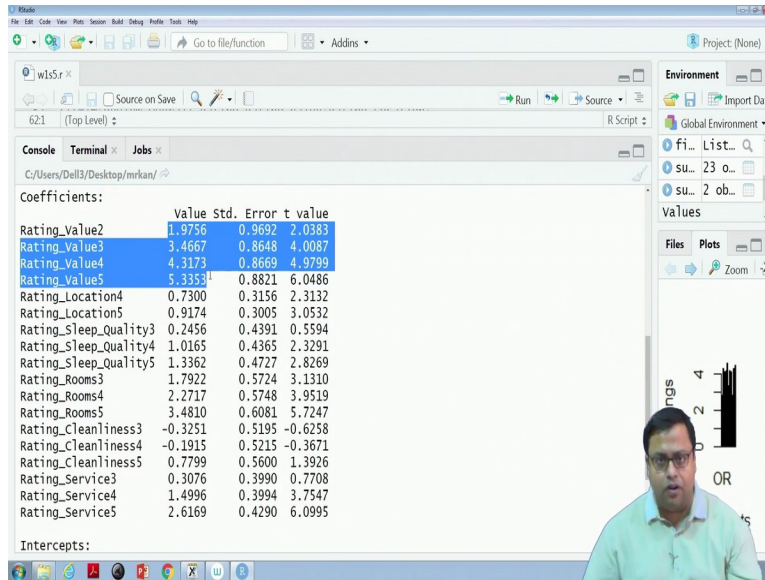 RStudio
File Edit Code View Plots Session Build Debug Profile Tools Help
Go to file/function
Addins
Project: (None)
w1s5.r
Source on Save
Run
Source
62:1 (Top Level)
R Script
Environment
Import Da
Global Environment
fi... List...
su... 23 o...
su... 2 ob...
Values
Console Terminal Jobs
C:/Users/Dell3/Desktop/mrkan/
Coefficients:
Value Std. Error t value
Rating_Value2 1.9756 0.9692 2.0383
Rating_Value3 3.4667 0.8648 4.0087
Rating_Value4 4.3173 0.8669 4.9799
Rating_Value5 5.3353 0.8821 6.0486
Rating_Location4 0.7300 0.3156 2.3132
Rating_Location5 0.9174 0.3005 3.0532
Rating_Sleep_Quality3 0.2456 0.4391 0.5594
Rating_Sleep_Quality4 1.0165 0.4365 2.3291
Rating_Sleep_Quality5 1.3362 0.4727 2.8269
Rating_Rooms3 1.7922 0.5724 3.1310
Rating_Rooms4 2.2717 0.5748 3.9519
Rating_Rooms5 3.4810 0.6081 5.7247
Rating_Cleanliness3 -0.3251 0.5195 -0.6258
Rating_Cleanliness4 -0.1915 0.5215 -0.3671
Rating_Cleanliness5 0.7799 0.5600 1.3926
Rating_Service3 0.3076 0.3990 0.7708
Rating_Service4 1.4996 0.3994 3.7547
Rating_Service5 2.6169 0.4290 6.0995
Intercepts:
Files Plots
Zoom
4
2
0
OR